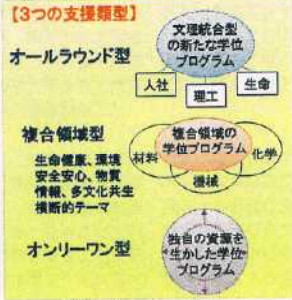 【3つの支援類型】
オールラウンド型
文理統合型
の新たな学位
プログラム
人社
理工
生命
複合領域型
生命健康、環境
安全安心、物質
情報、多文化共生
横断的テーマ
複合領域の
学位プログラム
材料
化学
機械
オンリーワン型
独自の資源を
生かした学位
プログラム